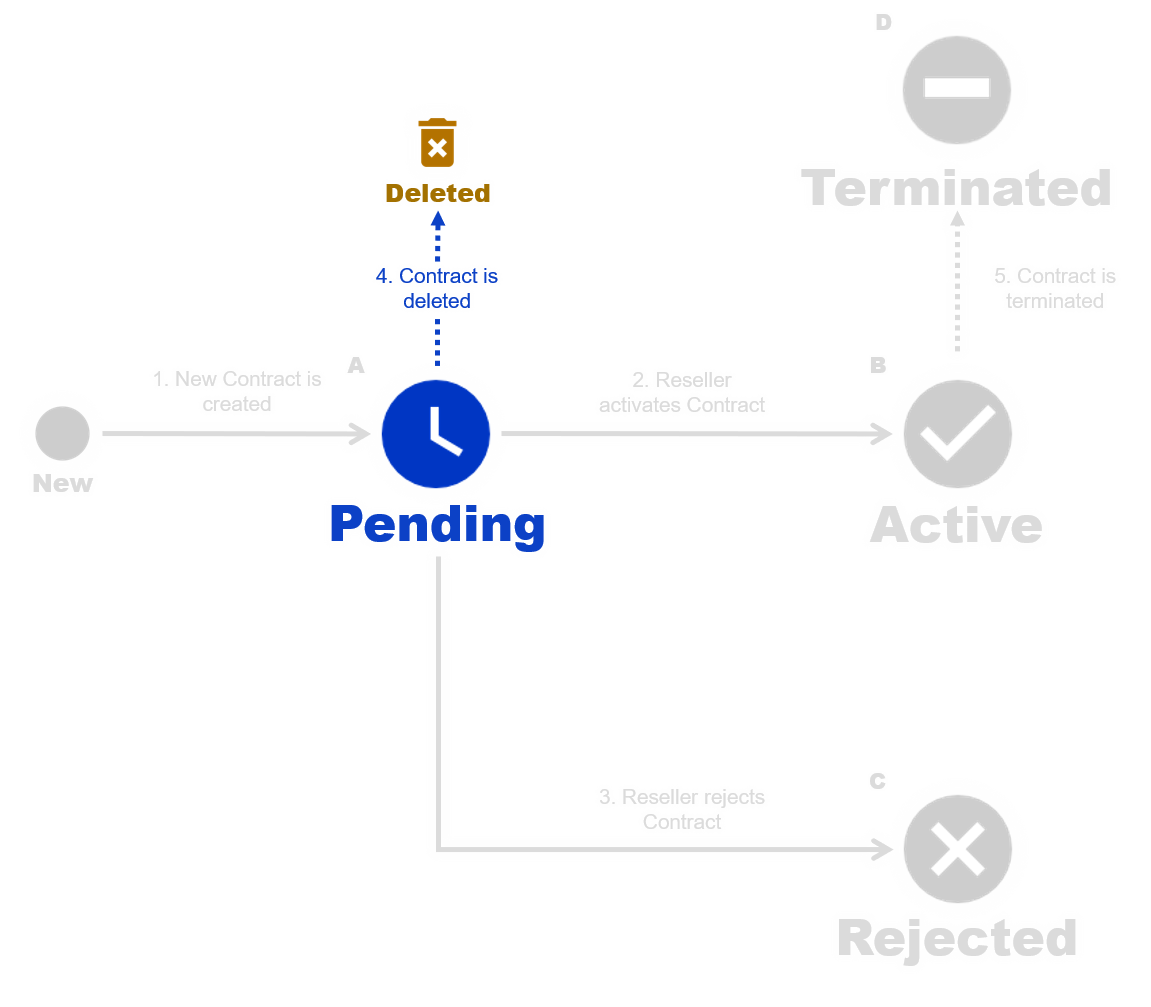 D
Terminated
Deleted
4. Contract is
deleted
5. Contract is
terminated
1. New Contract is
created
A
2. Reseller
activates Contract
B
New
Pending
Active
3. Reseller rejects
Contract
C
Rejected